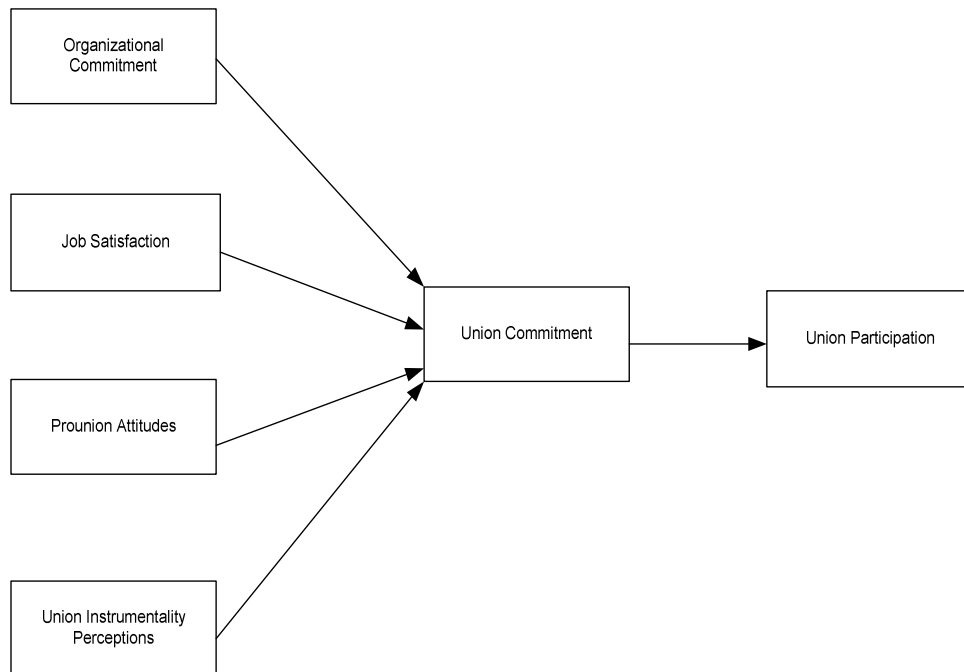 Organizational
Commitment
Job Satisfaction
Prounion Attitudes
Union Instrumentality
Perceptions
Union Commitment
Union Participation